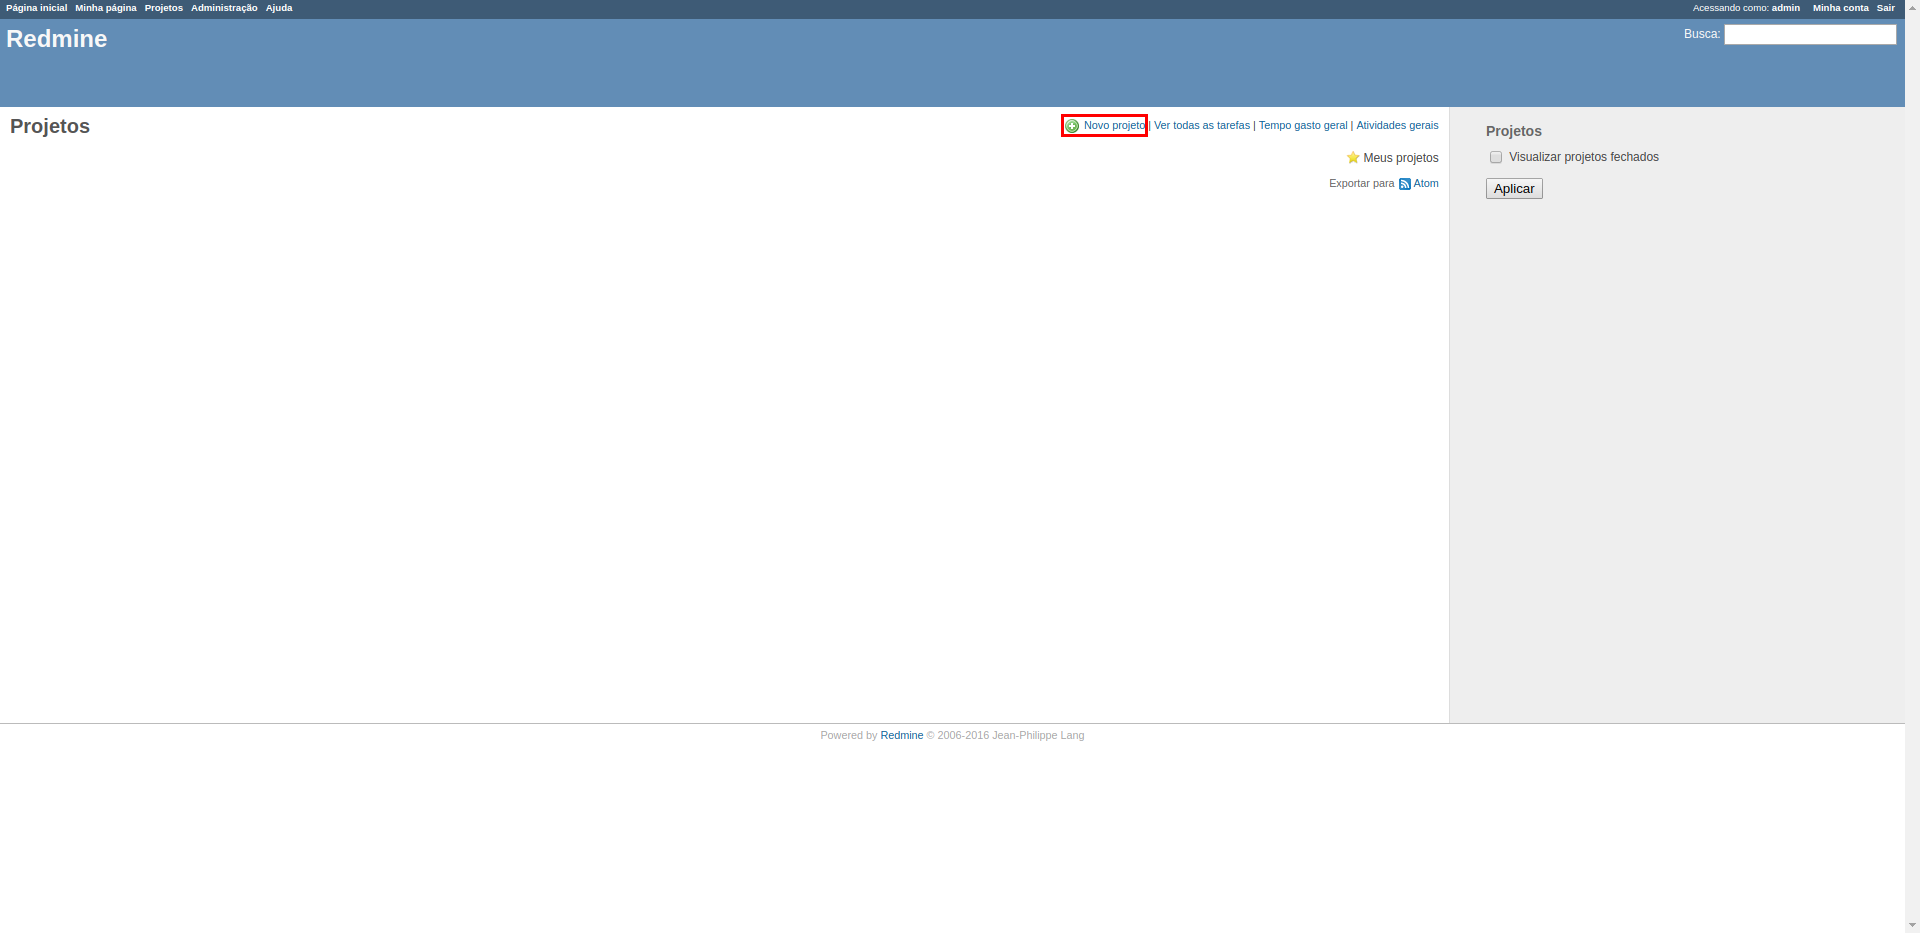 Página inicial Minha página Projetos Administração Ajuda
Acessando como: admin Minha conta Sair
Redmine
Busca:
Projetos
Novo projeto | Ver todas as tarefas | Tempo gasto geral | Atividades gerais
Meus projetos
Exportar para Atom
Projetos
Visualizar projetos fechados
Aplicar
Powered by Redmine © 2006-2016 Jean-Philippe Lang